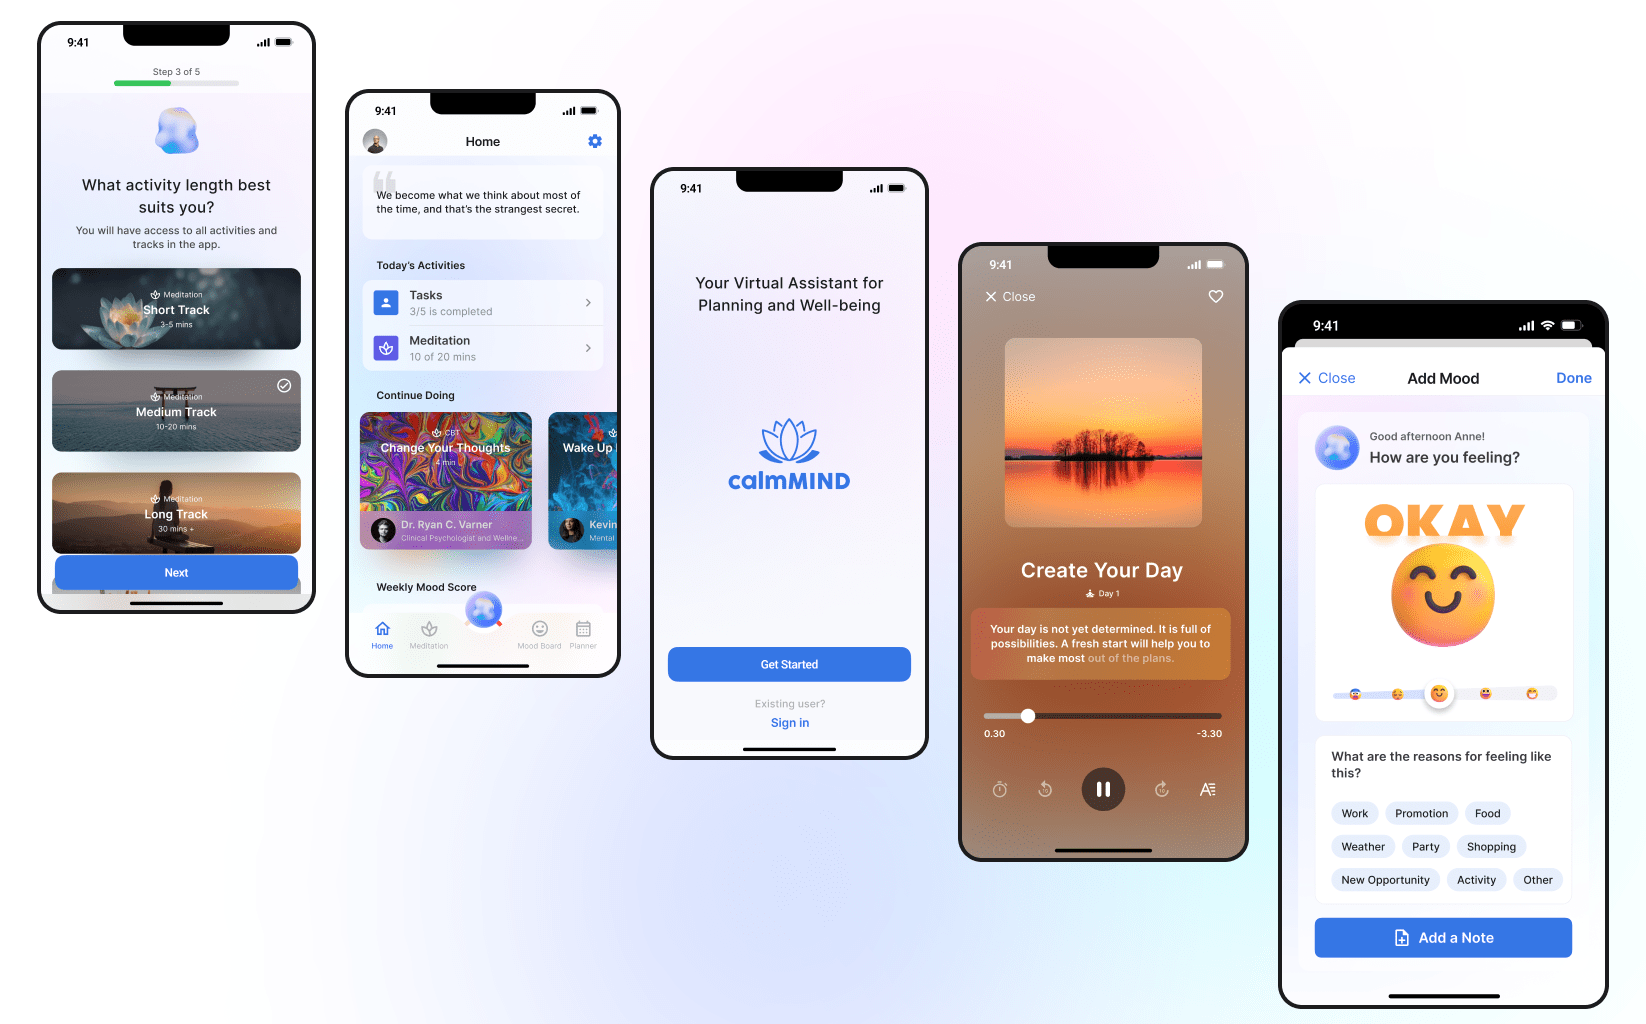 9:41
Step 3 of 5
What activity length best
suits you?
You will have access to all activities and
tracks in the app.
Meditation
Short Track
3-5 mins
Meditation
Medium Track
10-20 mins
Meditation
Long Track
30 mins +
Next
9:41
Home
We become what we think about most of
the time, and that's the strangest secret.
Today's Activities
Tasks
3/5 is completed
Meditation
10 of 20 mins
Continue Doing
CBT
Change Your Thoughts
4 min
Dr. Ryan C. Varner
Clinical Psychologist and Wellne...
Wake Up
Kevin
Mental
Weekly Mood Score
Home
Meditation
Mood Board
Planner
9:41
Your Virtual Assistant for
Planning and Well-being
calmMIND
Get Started
Existing user?
Sign in
9:41
Close
Create Your Day
Day 1
Your day is not yet determined. It is full of
possibilities. A fresh start will help you to
make most out of the plans.
0.30
-3.30
9:41
Close
Add Mood
Done
Good afternoon Anne!
How are you feeling?
OKAY
What are the reasons for feeling like
this?
Work
Promotion
Food
Weather
Party
Shopping
New Opportunity
Activity
Other
Add a Note